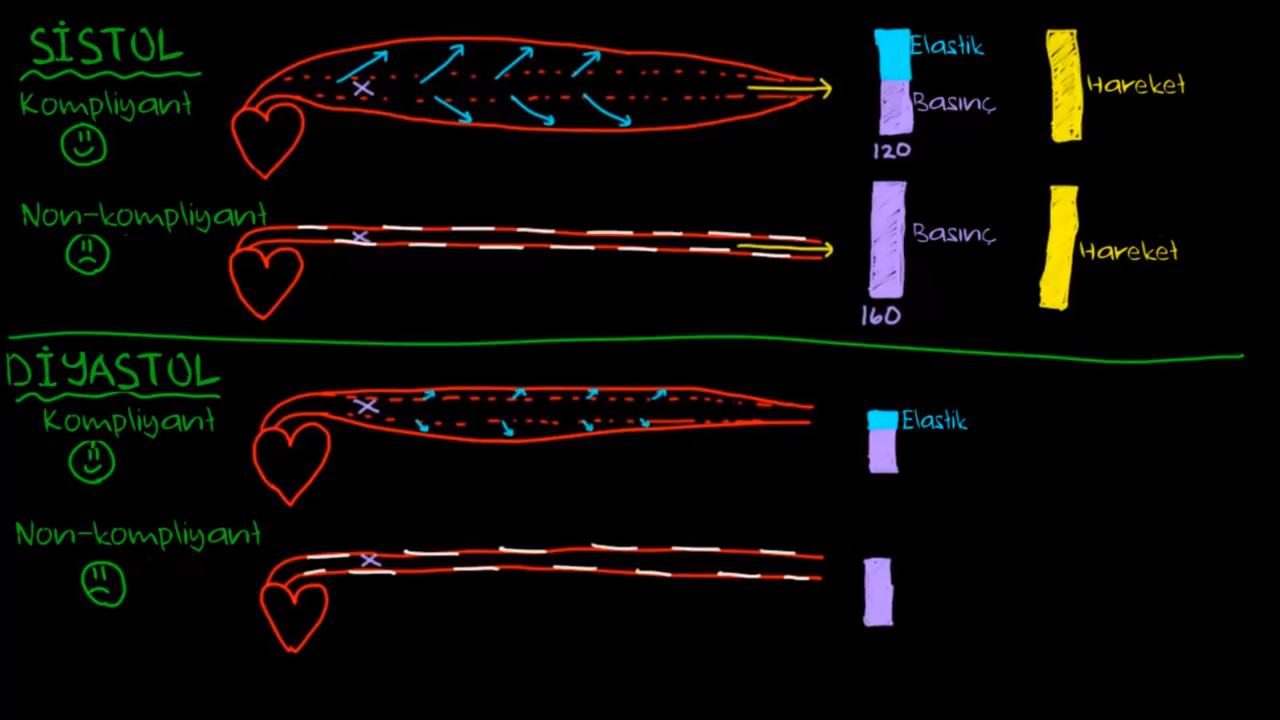 SİSTOL
Kompliyant
Elastik
Basınç
120
Hareket
Non-kompliyant
Basınç
160
Hareket
DİYASTOL
Kompliyant
Elastik
Non-kompliyant